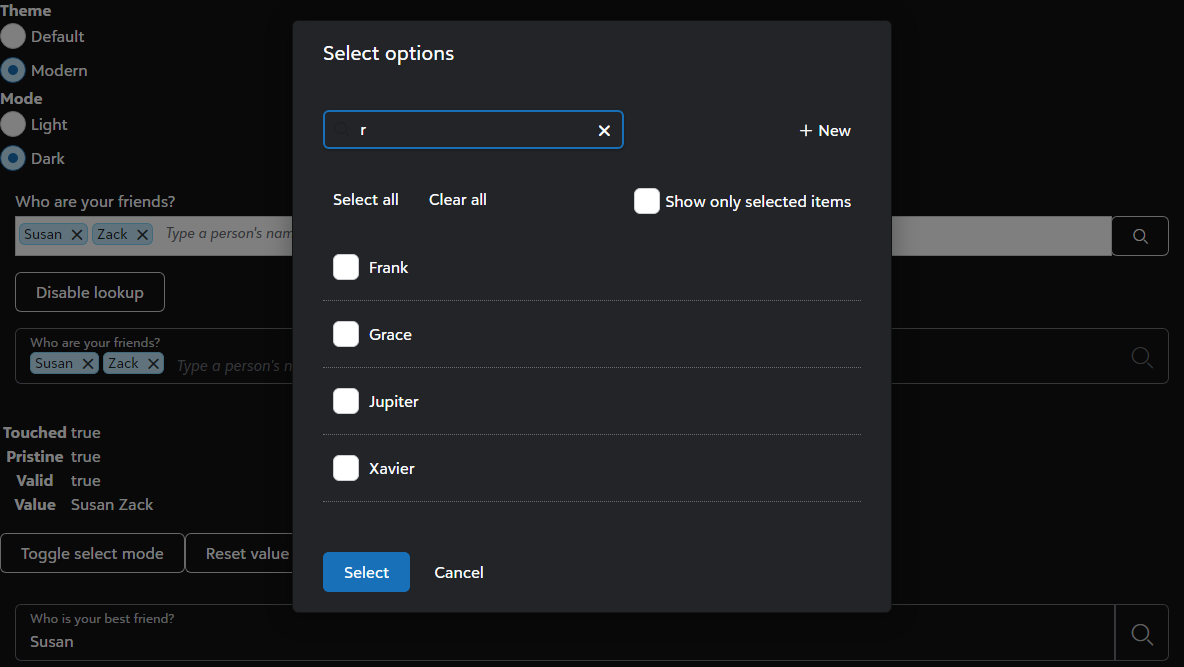 Theme
Default
Modern
Mode
Light
Dark
Who are your friends?
Susan
Zack
Type a person's nam
Disable lookup
Who are your friends?
Susan
Zack
Type a person's n
Touched true
Pristine true
Valid true
Value Susan Zack
Toggle select mode
Reset value
Who is your best friend?
Susan
Select options
r
+ New
Select all
Clear all
Show only selected items
Frank
Grace
Jupiter
Xavier
Select
Cancel